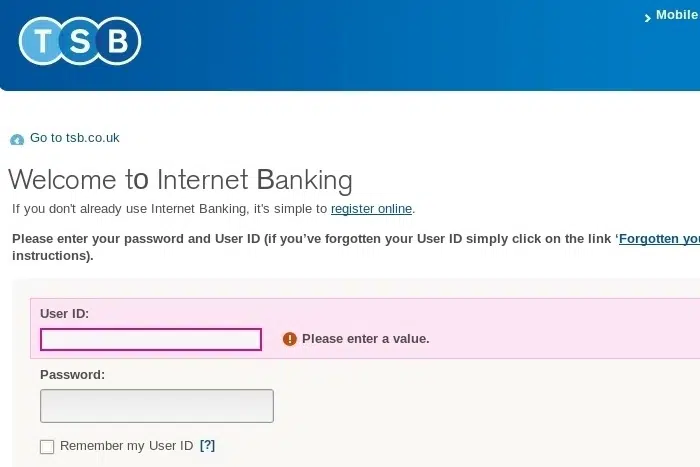 TSB
Mobile
Go to tsb.co.uk
Welcome to Internet Banking
If you don't already use Internet Banking, it's simple to register online.
Please enter your password and User ID (if you’ve forgotten your User ID simply click on the link ‘Forgotten you
instructions).
User ID:
Please enter a value.
Password:
Remember my User ID [?]